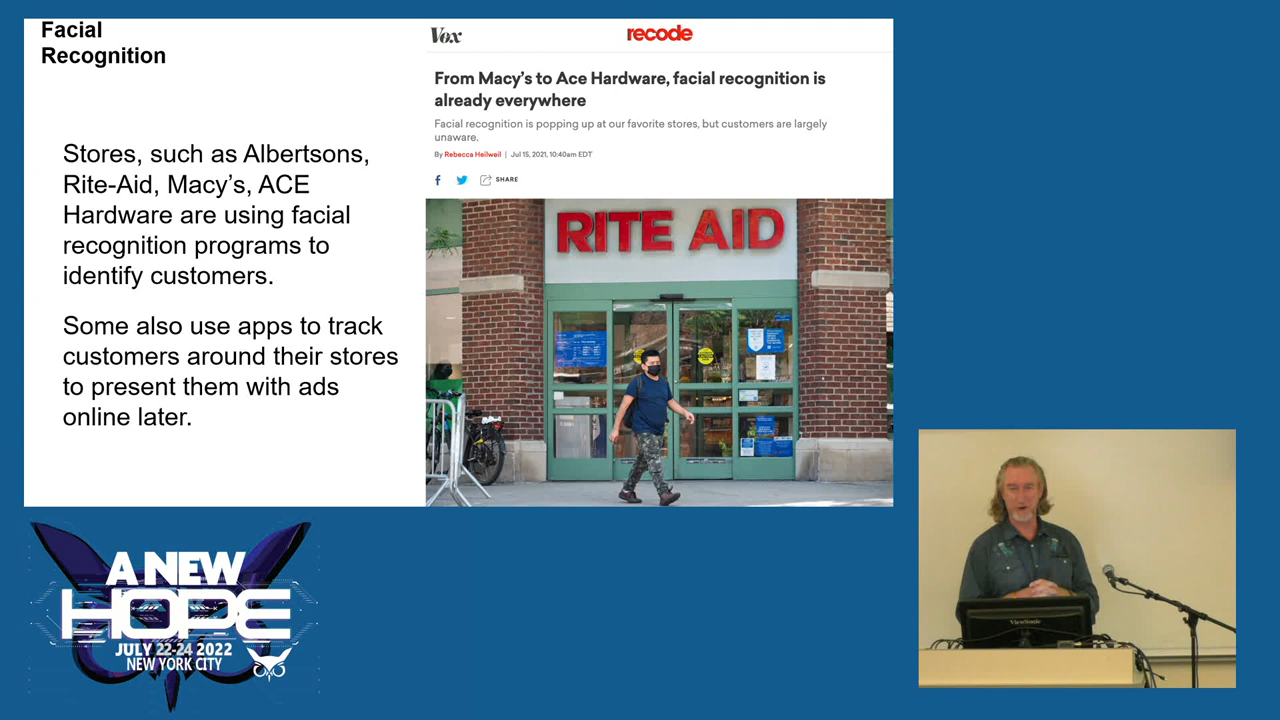 Facial
Recognition
Stores, such as Albertsons,
Rite-Aid, Macy's, ACE
Hardware are using facial
recognition programs to
identify customers.
Some also use apps to track
customers around their stores
to present them with ads
online later.
Vox
recode
From Macy's to Ace Hardware, facial recognition is
already everywhere
Facial recognition is popping up at our favorite stores, but customers are largely
unaware.
By Rebecca Heilweil | Jul 15, 2021, 10:40am EDT
SHARE
RITE AID
A NEW
HOPE
JULY 22-24 2022
NEW YORK CITY
ViewSonic